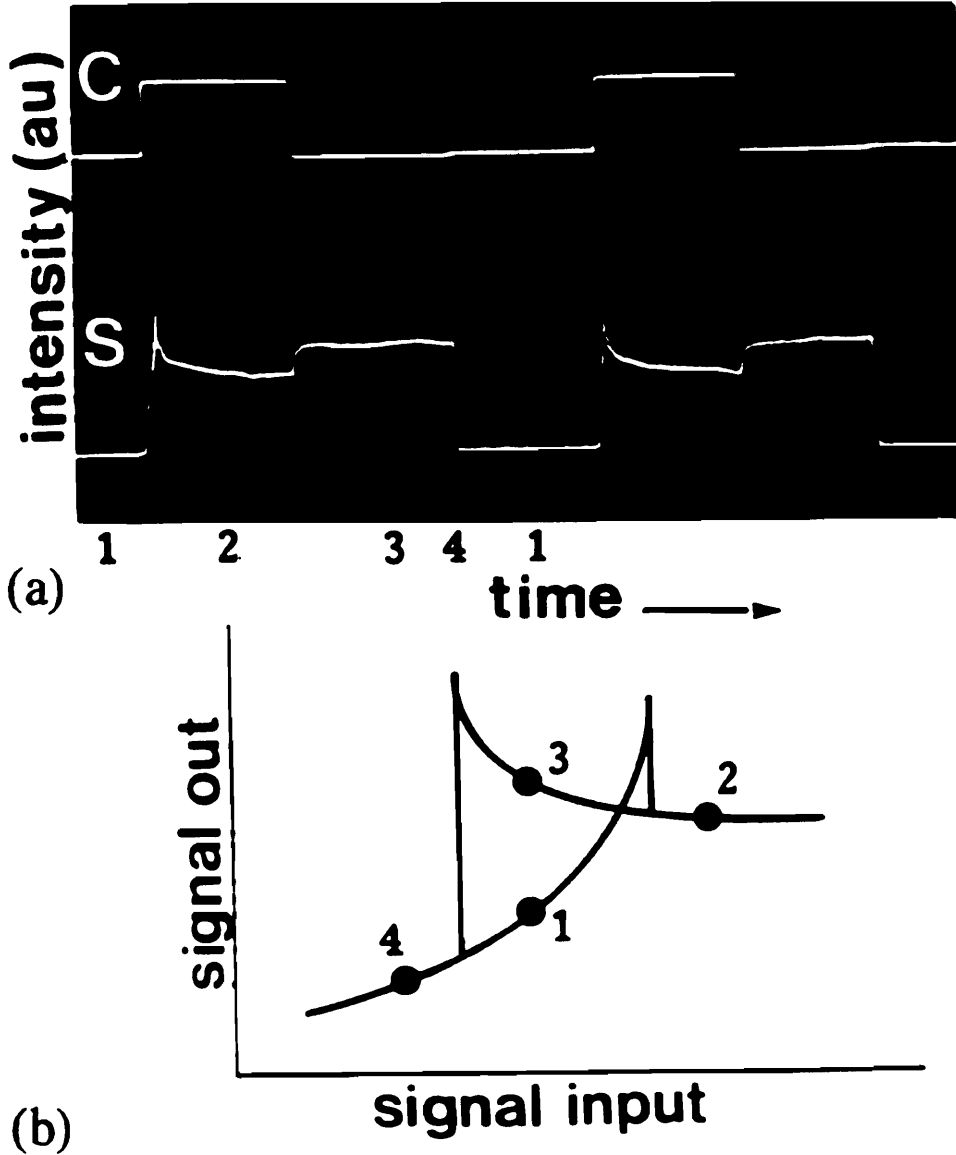 intensity (au)
C
S
1 2 3 4 1
(a)
time
signal out
3
2
1
4
signal input
(b)